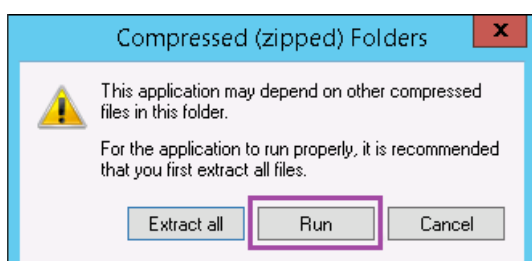 Compressed (zipped) Folders
x
This application may depend on other compressed
files in this folder.
For the application to run properly, it is recommended
that you first extract all files.
Extract all Run Cancel